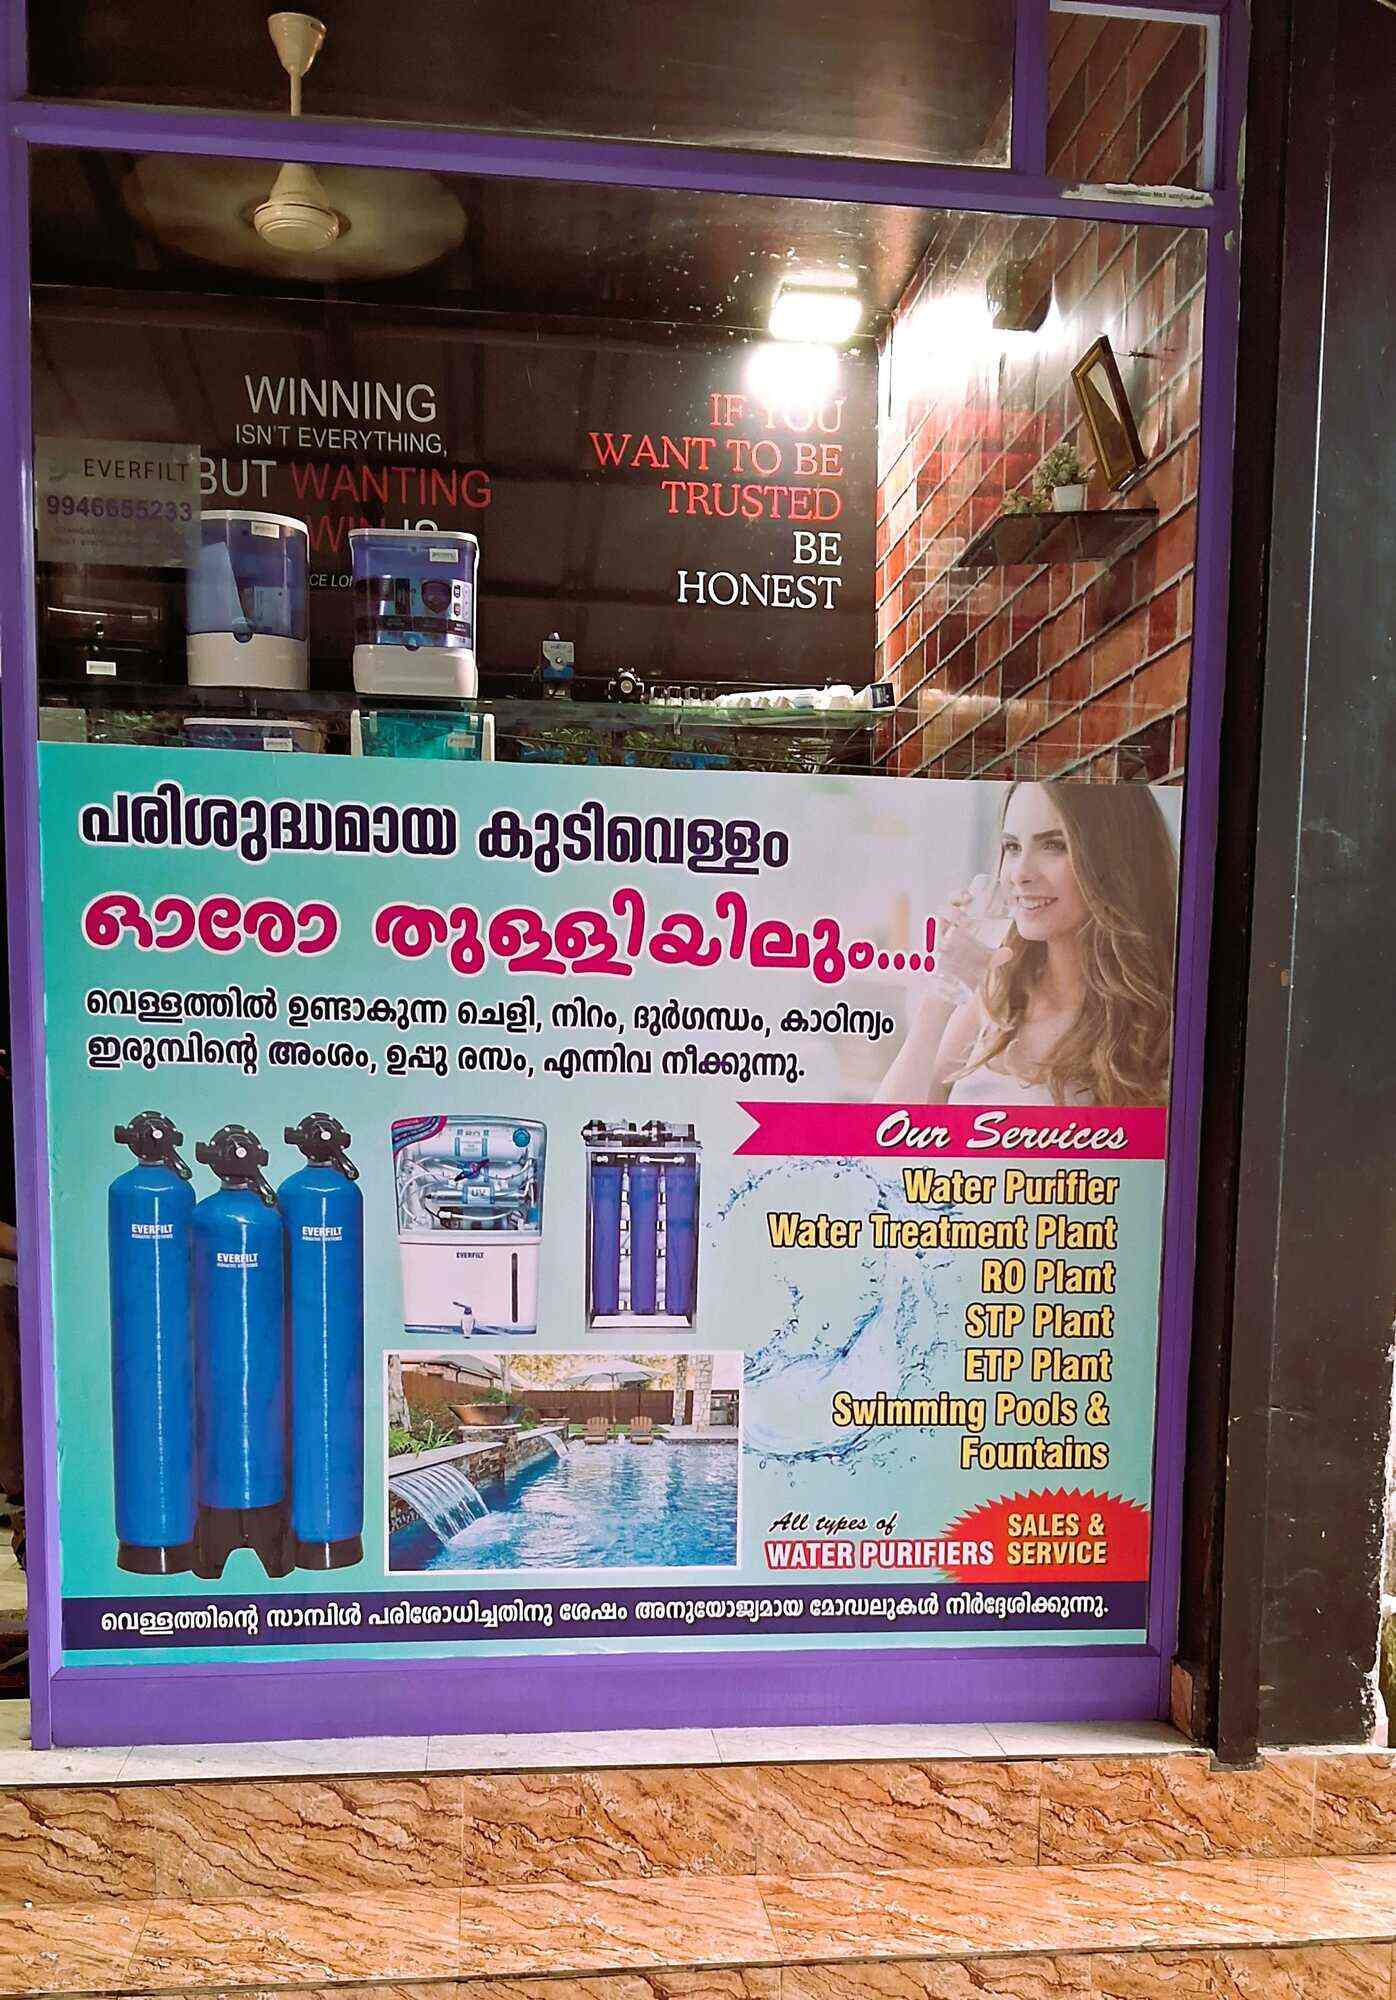 WINNING
ISN'T EVERYTHING,
BUT WANTING
WIN IS
IF YOU
WANT TO BE
TRUSTED
BE
HONEST
EVERFILT
9946655233
പരിശുദ്ധമായ കുടിവെള്ളം
ഓരോ തുള്ളിയിലും...!
വെള്ളത്തിൽ ഉണ്ടാകുന്ന ചെളി, നിറം, ദുർഗന്ധം, കാഠിന്യം
ഇരുമ്പിന്റെ അംശം, ഉപ്പു രസം, എന്നിവ നീക്കുന്നു.
Our Services
Water Purifier
Water Treatment Plant
RO Plant
STP Plant
ETP Plant
Swimming Pools &
Fountains
EVERFILT
EVERFILT
EVERFILT
UV
EVERFILT
All types of
WATER PURIFIERS
SALES &
SERVICE
വെള്ളത്തിന്റെ സാമ്പിൾ പരിശോധിച്ചതിനു ശേഷം അനുയോജ്യമായ മോഡലുകൾ നിർദ്ദേശിക്കുന്നു.